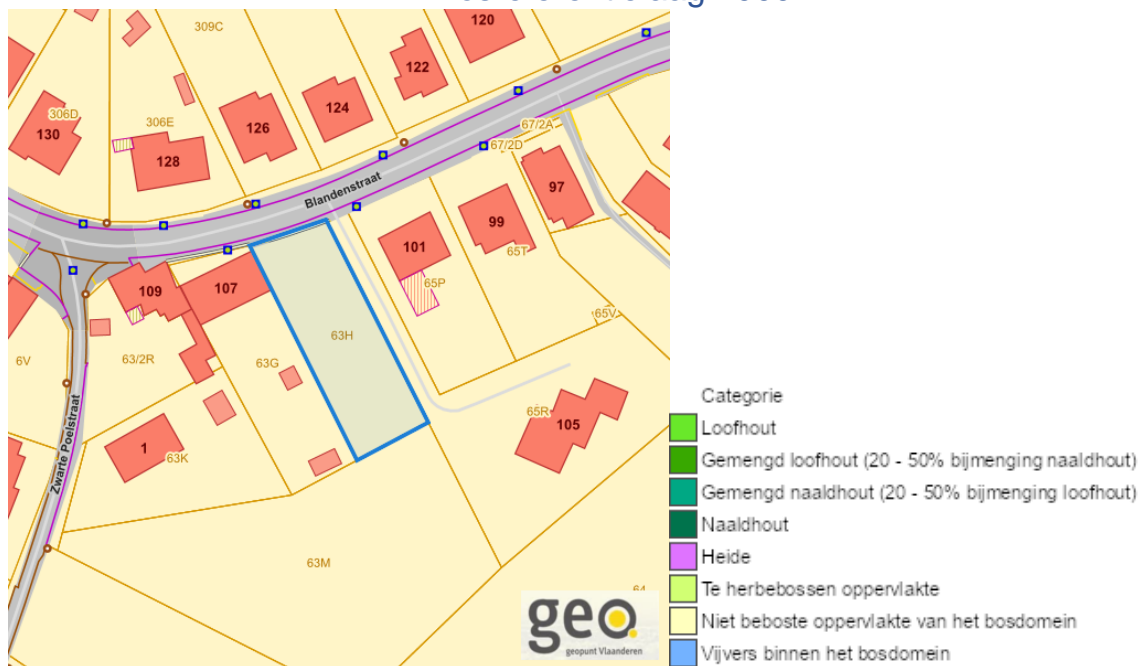 120
309C
122
306D
130
306E
128
126
124
67/2A
67/2D
Blandenstraat
97
99
65T
101
65P
109
107
63H
65V
6V
63/2R
63G
65R
105
Zwarte Poelstraat
1
63K
63M
64
geo
geopunt Vlaanderen
Categorie
Loofhout
Gemengd loofhout (20 - 50% bijmenging naaldhout)
Gemengd naaldhout (20 - 50% bijmenging loofhout)
Naaldhout
Heide
Te herbebossen oppervlakte
Niet beboste oppervlakte van het bosdomein
Vijvers binnen het bosdomein